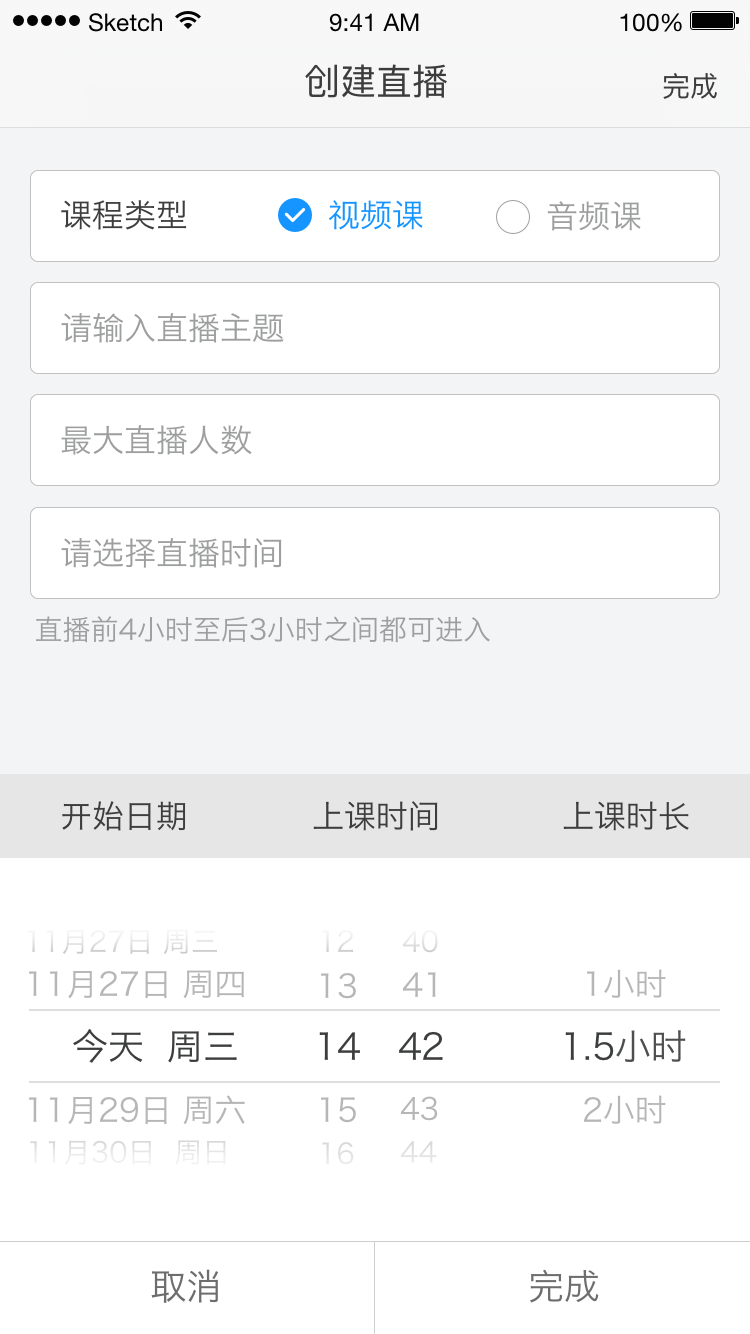 ●●●●● Sketch 9:41 AM 100%
创建直播 完成
课程类型 视频课 音频课
请输入直播主题
最大直播人数
请选择直播时间
直播前4小时至后3小时之间都可进入
开始日期 上课时间 上课时长
11月27日 周三 12 40
11月27日 周四 13 41 1小时
今天 周三 14 42 1.5小时
11月29日 周六 15 43 2小时
11月30日 周日 16 44
取消 完成